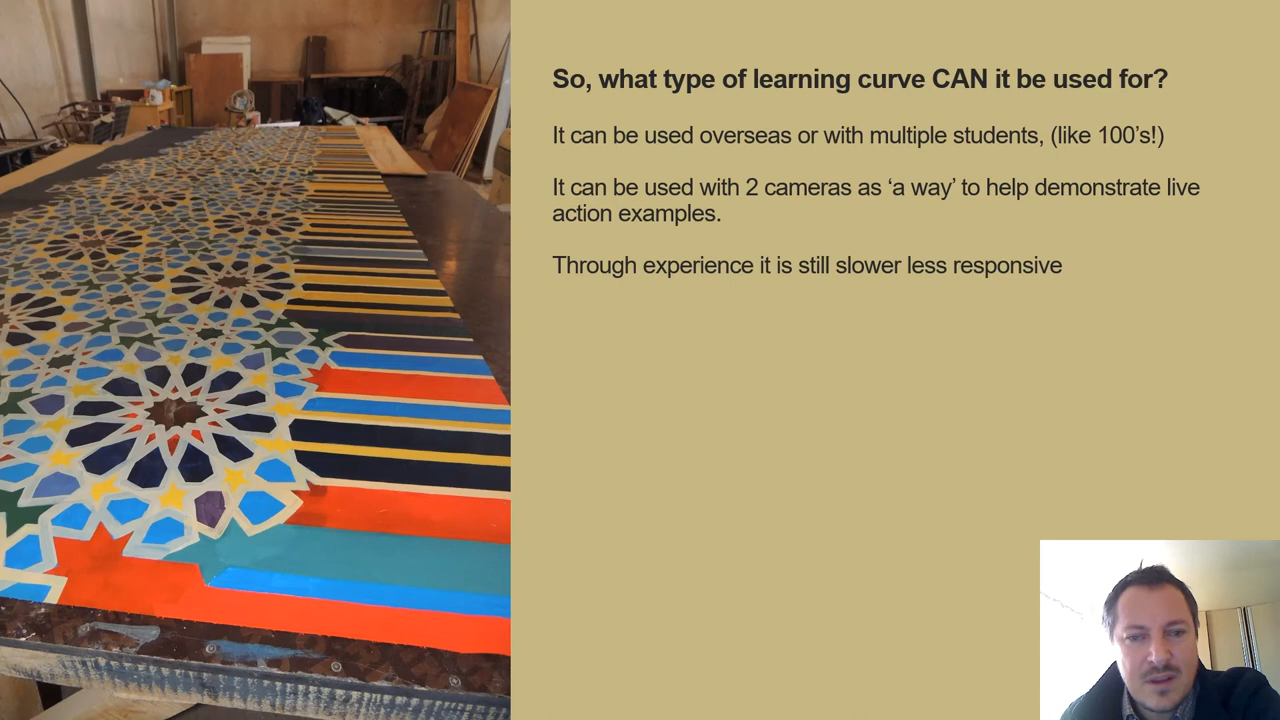 So, what type of learning curve CAN it be used for?
It can be used overseas or with multiple students, (like 100’s!)
It can be used with 2 cameras as ‘a way’ to help demonstrate live
action examples.
Through experience it is still slower less responsive